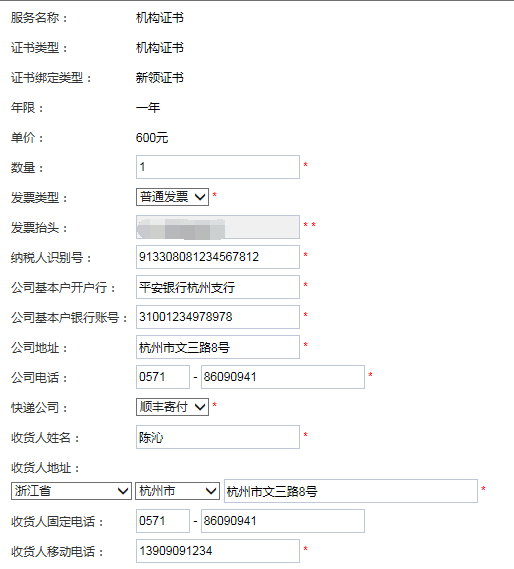 服务名称： 机构证书
证书类型： 机构证书
证书绑定类型： 新领证书
年限： 一年
单价： 600元
数量： 1 *
发票类型： 普通发票 *
发票抬头： * *
纳税人识别号： 913308081234567812 *
公司基本户开户行： 平安银行杭州支行 *
公司基本户银行账号： 31001234978978 *
公司地址： 杭州市文三路8号 *
公司电话： 0571 - 86090941 *
快递公司： 顺丰寄付 *
收货人姓名： 陈沁 *
收货人地址：
浙江省 杭州市 杭州市文三路8号 *
收货人固定电话： 0571 - 86090941
收货人移动电话： 13909091234 *